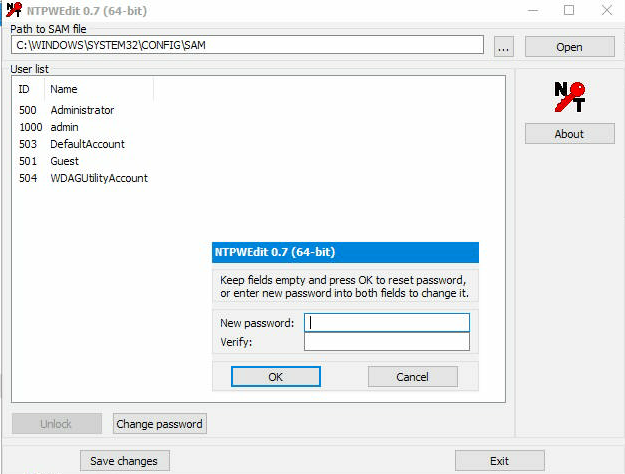 NTPWEdit 0.7 (64-bit)
Path to SAM file
C:\WINDOWS\SYSTEM32\CONFIG\SAM
...
Open
User list
ID Name
500 Administrator
1000 admin
503 DefaultAccount
501 Guest
504 WDAGUtilityAccount
N T
About
NTPWEdit 0.7 (64-bit)
Keep fields empty and press OK to reset password,
or enter new password into both fields to change it.
New password:
Verify:
OK Cancel
Unlock Change password
Save changes Exit